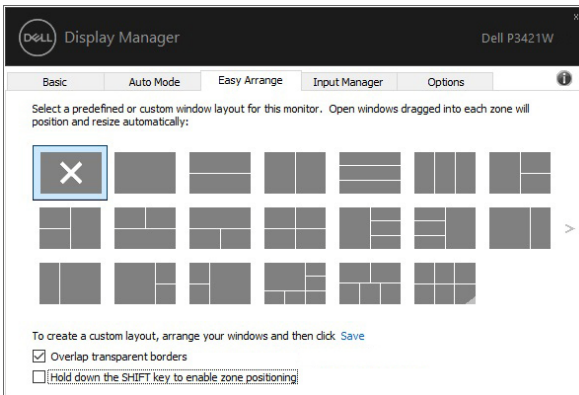 DELL Display Manager
Dell P3421W
Basic
Auto Mode
Easy Arrange
Input Manager
Options
Select a predefined or custom window layout for this monitor. Open windows dragged into each zone will
position and resize automatically:
To create a custom layout, arrange your windows and then click Save
Overlap transparent borders
Hold down the SHIFT key to enable zone positioning